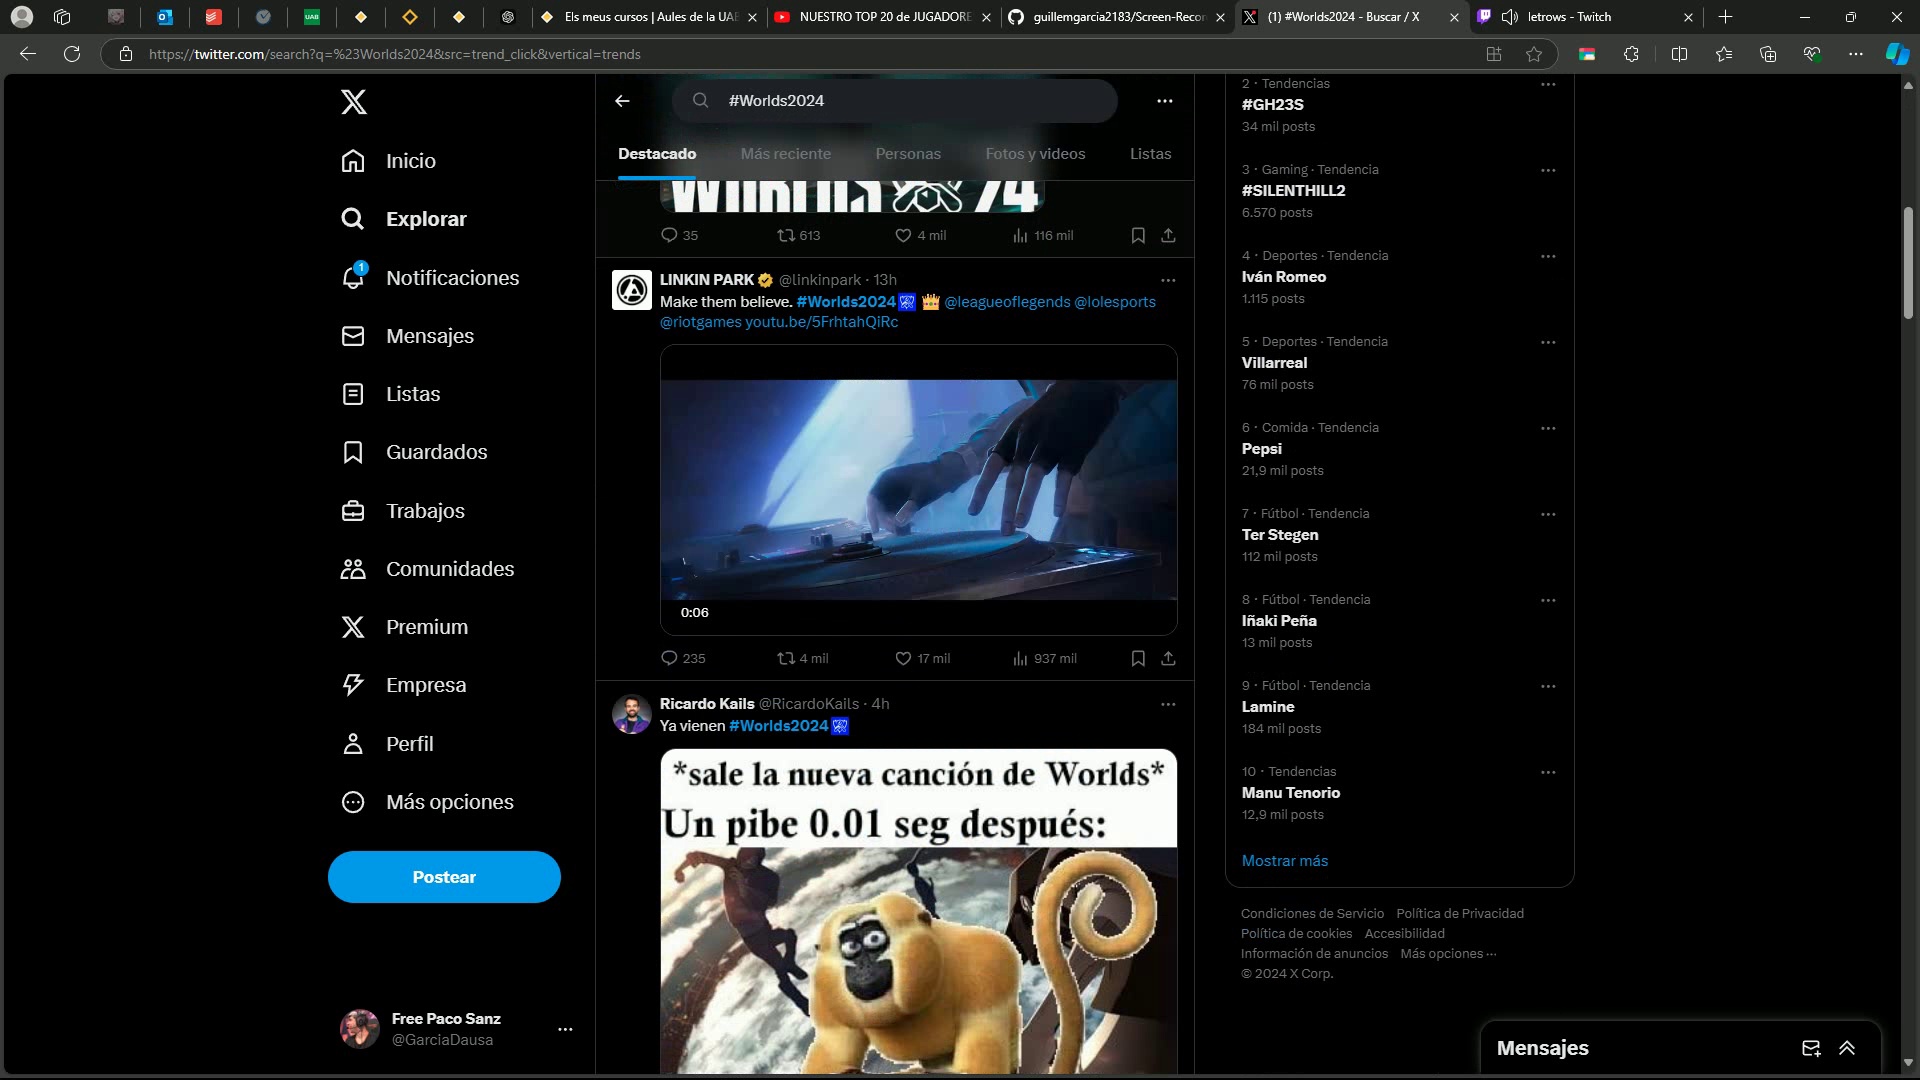 UAB
Els meus cursos | Aules de la UAB
NUESTRO TOP 20 de JUGADORE
guillemgarcia2183/Screen-Recor
(1) #Worlds2024 - Buscar / X
letrows - Twitch
https://twitter.com/search?q=%23Worlds2024&src=trend_click&vertical=trends
Inicio
Explorar
1
Notificaciones
Mensajes
Listas
Guardados
Trabajos
Comunidades
Premium
Empresa
Perfil
Más opciones
Postear
Free Paco Sanz
@GarciaDausa
#Worlds2024
Destacado Más reciente Personas Fotos y videos Listas
WORLDS 24
35 613 4 mil 116 mil
LINKIN PARK @linkinpark · 13h
Make them believe. #Worlds2024 @leagueoflegends @lolesports
@riotgames youtu.be/5FrhtahQiRc
0:06
235 4 mil 17 mil 937 mil
Ricardo Kails @RicardoKails · 4h
Ya vienen #Worlds2024
*sale la nueva canción de Worlds*
Un pibe 0.01 seg después:
2 · Tendencias
#GH23S
34 mil posts
3 · Gaming · Tendencia
#SILENTHILL2
6.570 posts
4 · Deportes · Tendencia
Iván Romeo
1.115 posts
5 · Deportes · Tendencia
Villarreal
76 mil posts
6 · Comida · Tendencia
Pepsi
21,9 mil posts
7 · Fútbol · Tendencia
Ter Stegen
112 mil posts
8 · Fútbol · Tendencia
Iñaki Peña
13 mil posts
9 · Fútbol · Tendencia
Lamine
184 mil posts
10 · Tendencias
Manu Tenorio
12,9 mil posts
Mostrar más
Condiciones de Servicio Política de Privacidad
Política de cookies Accesibilidad
Información de anuncios Más opciones ···
© 2024 X Corp.
Mensajes